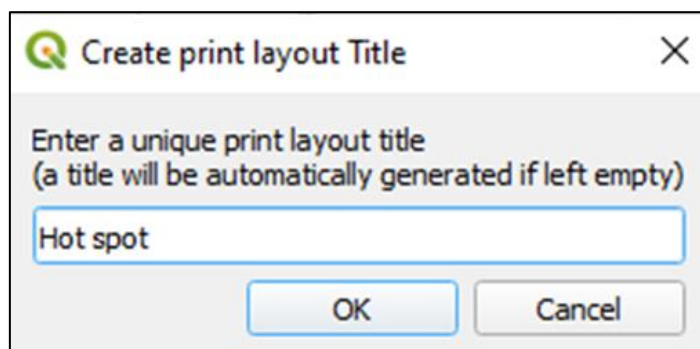 Create print layout Title
Enter a unique print layout title
(a title will be automatically generated if left empty)
Hot spot
OK Cancel